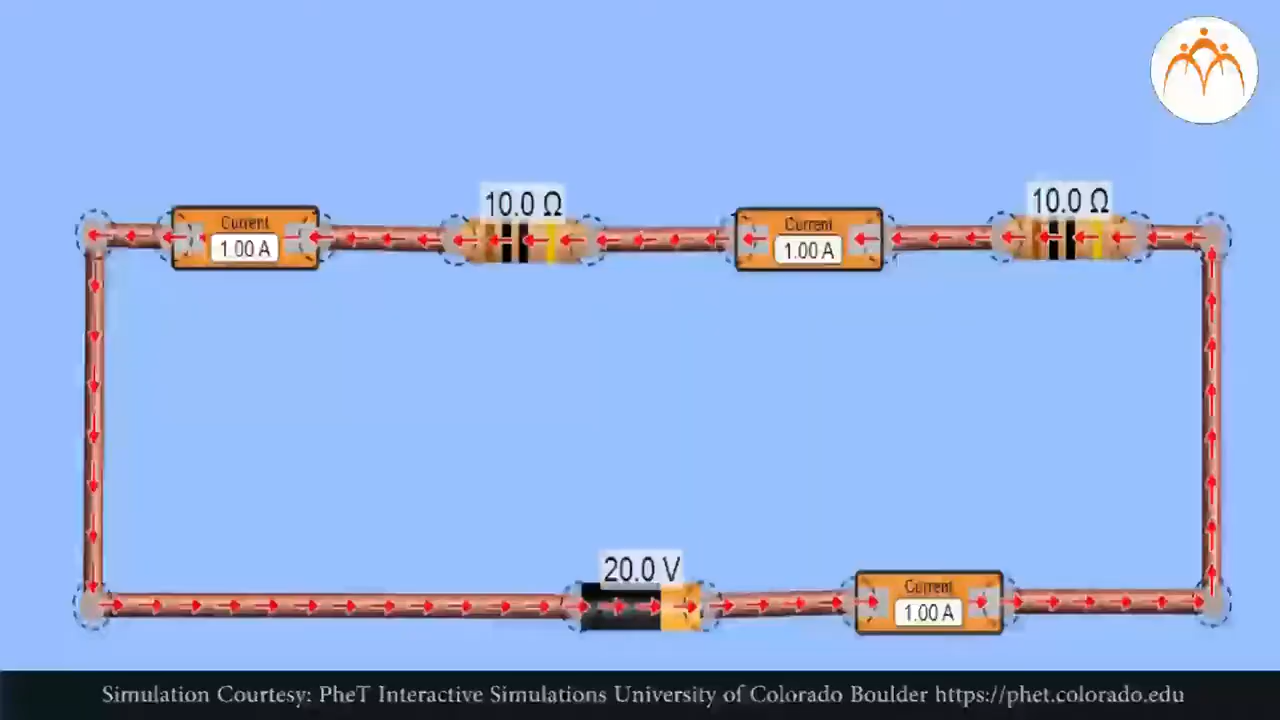 10.0 Ω
10.0 Ω
Current
1.00 A
Current
1.00 A
20.0 V
Current
1.00 A
Simulation Courtesy: PheT Interactive Simulations University of Colorado Boulder https://phet.colorado.edu